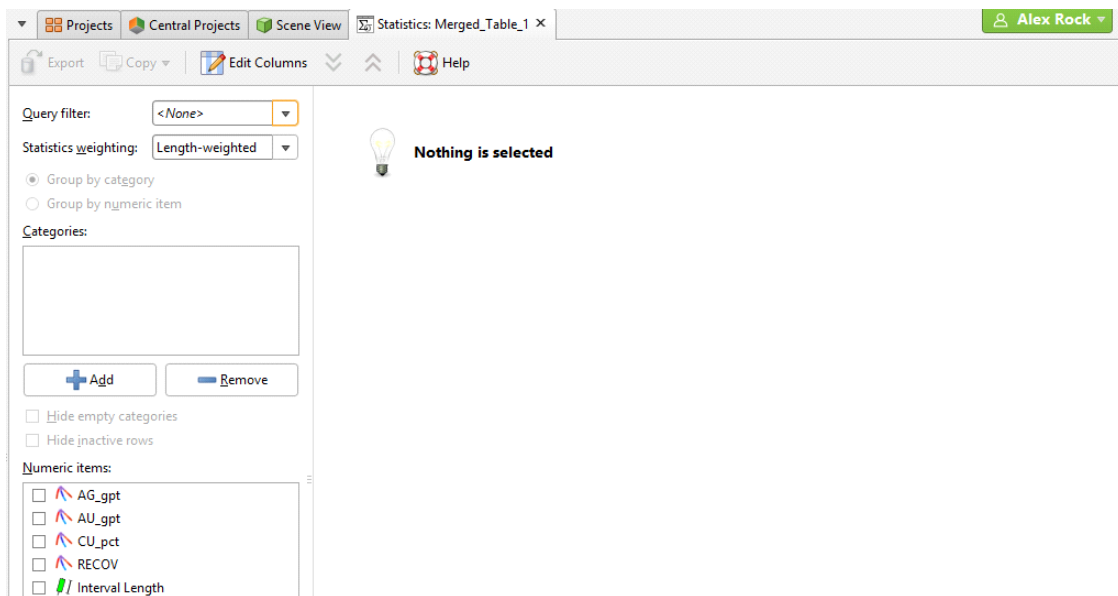 Projects Central Projects Scene View Statistics: Merged_Table_1 Alex Rock
Export Copy Edit Columns Help
Query filter: <None>
Statistics weighting: Length-weighted
Group by category
Group by numeric item
Categories:
Add Remove
Hide empty categories
Hide inactive rows
Numeric items:
AG_gpt
AU_gpt
CU_pct
RECOV
Interval Length
Nothing is selected